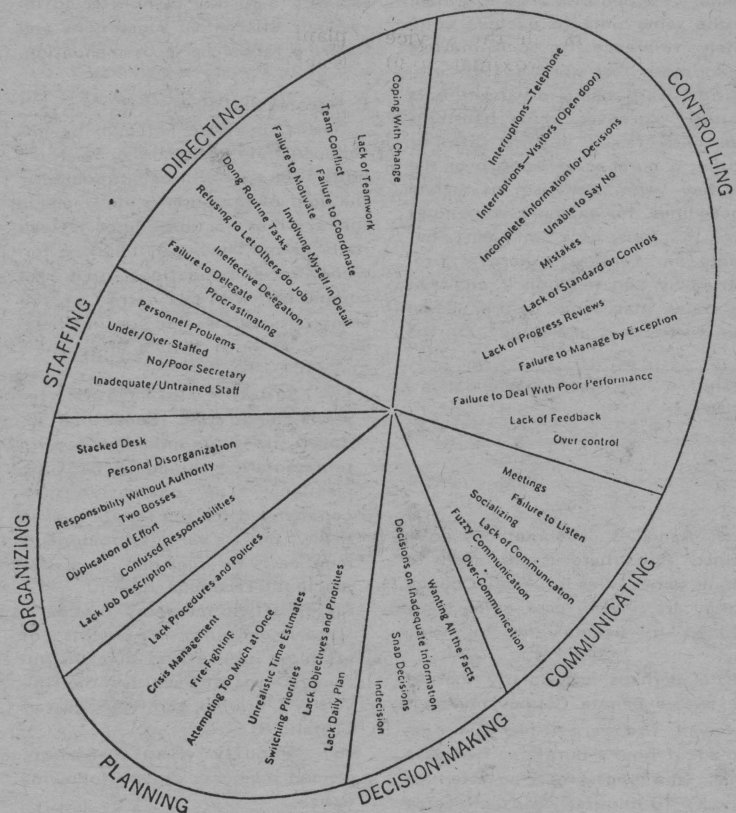 CONTROLLING
Interruptions—Telephone
Interruptions—Visitors (Open door)
Incomplete Information for Decisions
Unable to Say No
Mistakes
Lack of Standard or Controls
Lack of Progress Reviews
Failure to Manage by Exception
Failure to Deal With Poor Performance
Lack of Feedback
Over control
COMMUNICATING
Meetings
Failure to Listen
Socializing
Lack of Communication
Fuzzy Communication
Over-Communication
DECISION-MAKING
Wanting All the Facts
Decisions on Inadequate Information
Snap Decisions
Indecision
PLANNING
Lack Procedures and Policies
Crisis Management
Fire-Fighting
Attempting Too Much at Once
Unrealistic Time Estimates
Switching Priorities
Lack Objectives and Priorities
Lack Daily Plan
ORGANIZING
Stacked Desk
Personal Disorganization
Responsibility Without Authority
Two Bosses
Duplication of Effort
Confused Responsibilities
Lack Job Description
STAFFING
Personnel Problems
Under/Over Staffed
No/Poor Secretary
Inadequate/Untrained Staff
DIRECTING
Coping With Change
Lack of Teamwork
Team Conflict
Failure to Coordinate
Failure to Motivate
Involving Myself in Detail
Doing Routine Tasks
Refusing to Let Others do Job
Ineffective Delegation
Failure to Delegate
Procrastinating